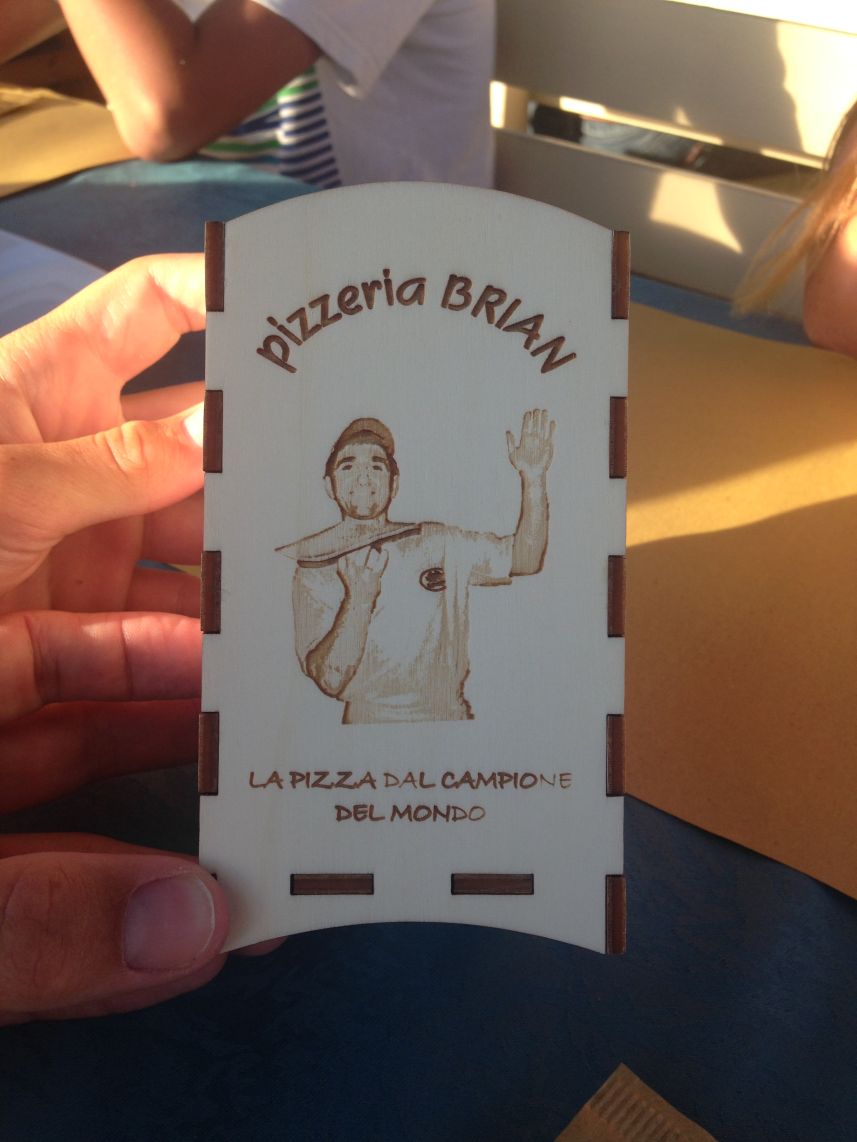 pizzeria BRIAN
LA PIZZA DAL CAMPIONE
DEL MONDO